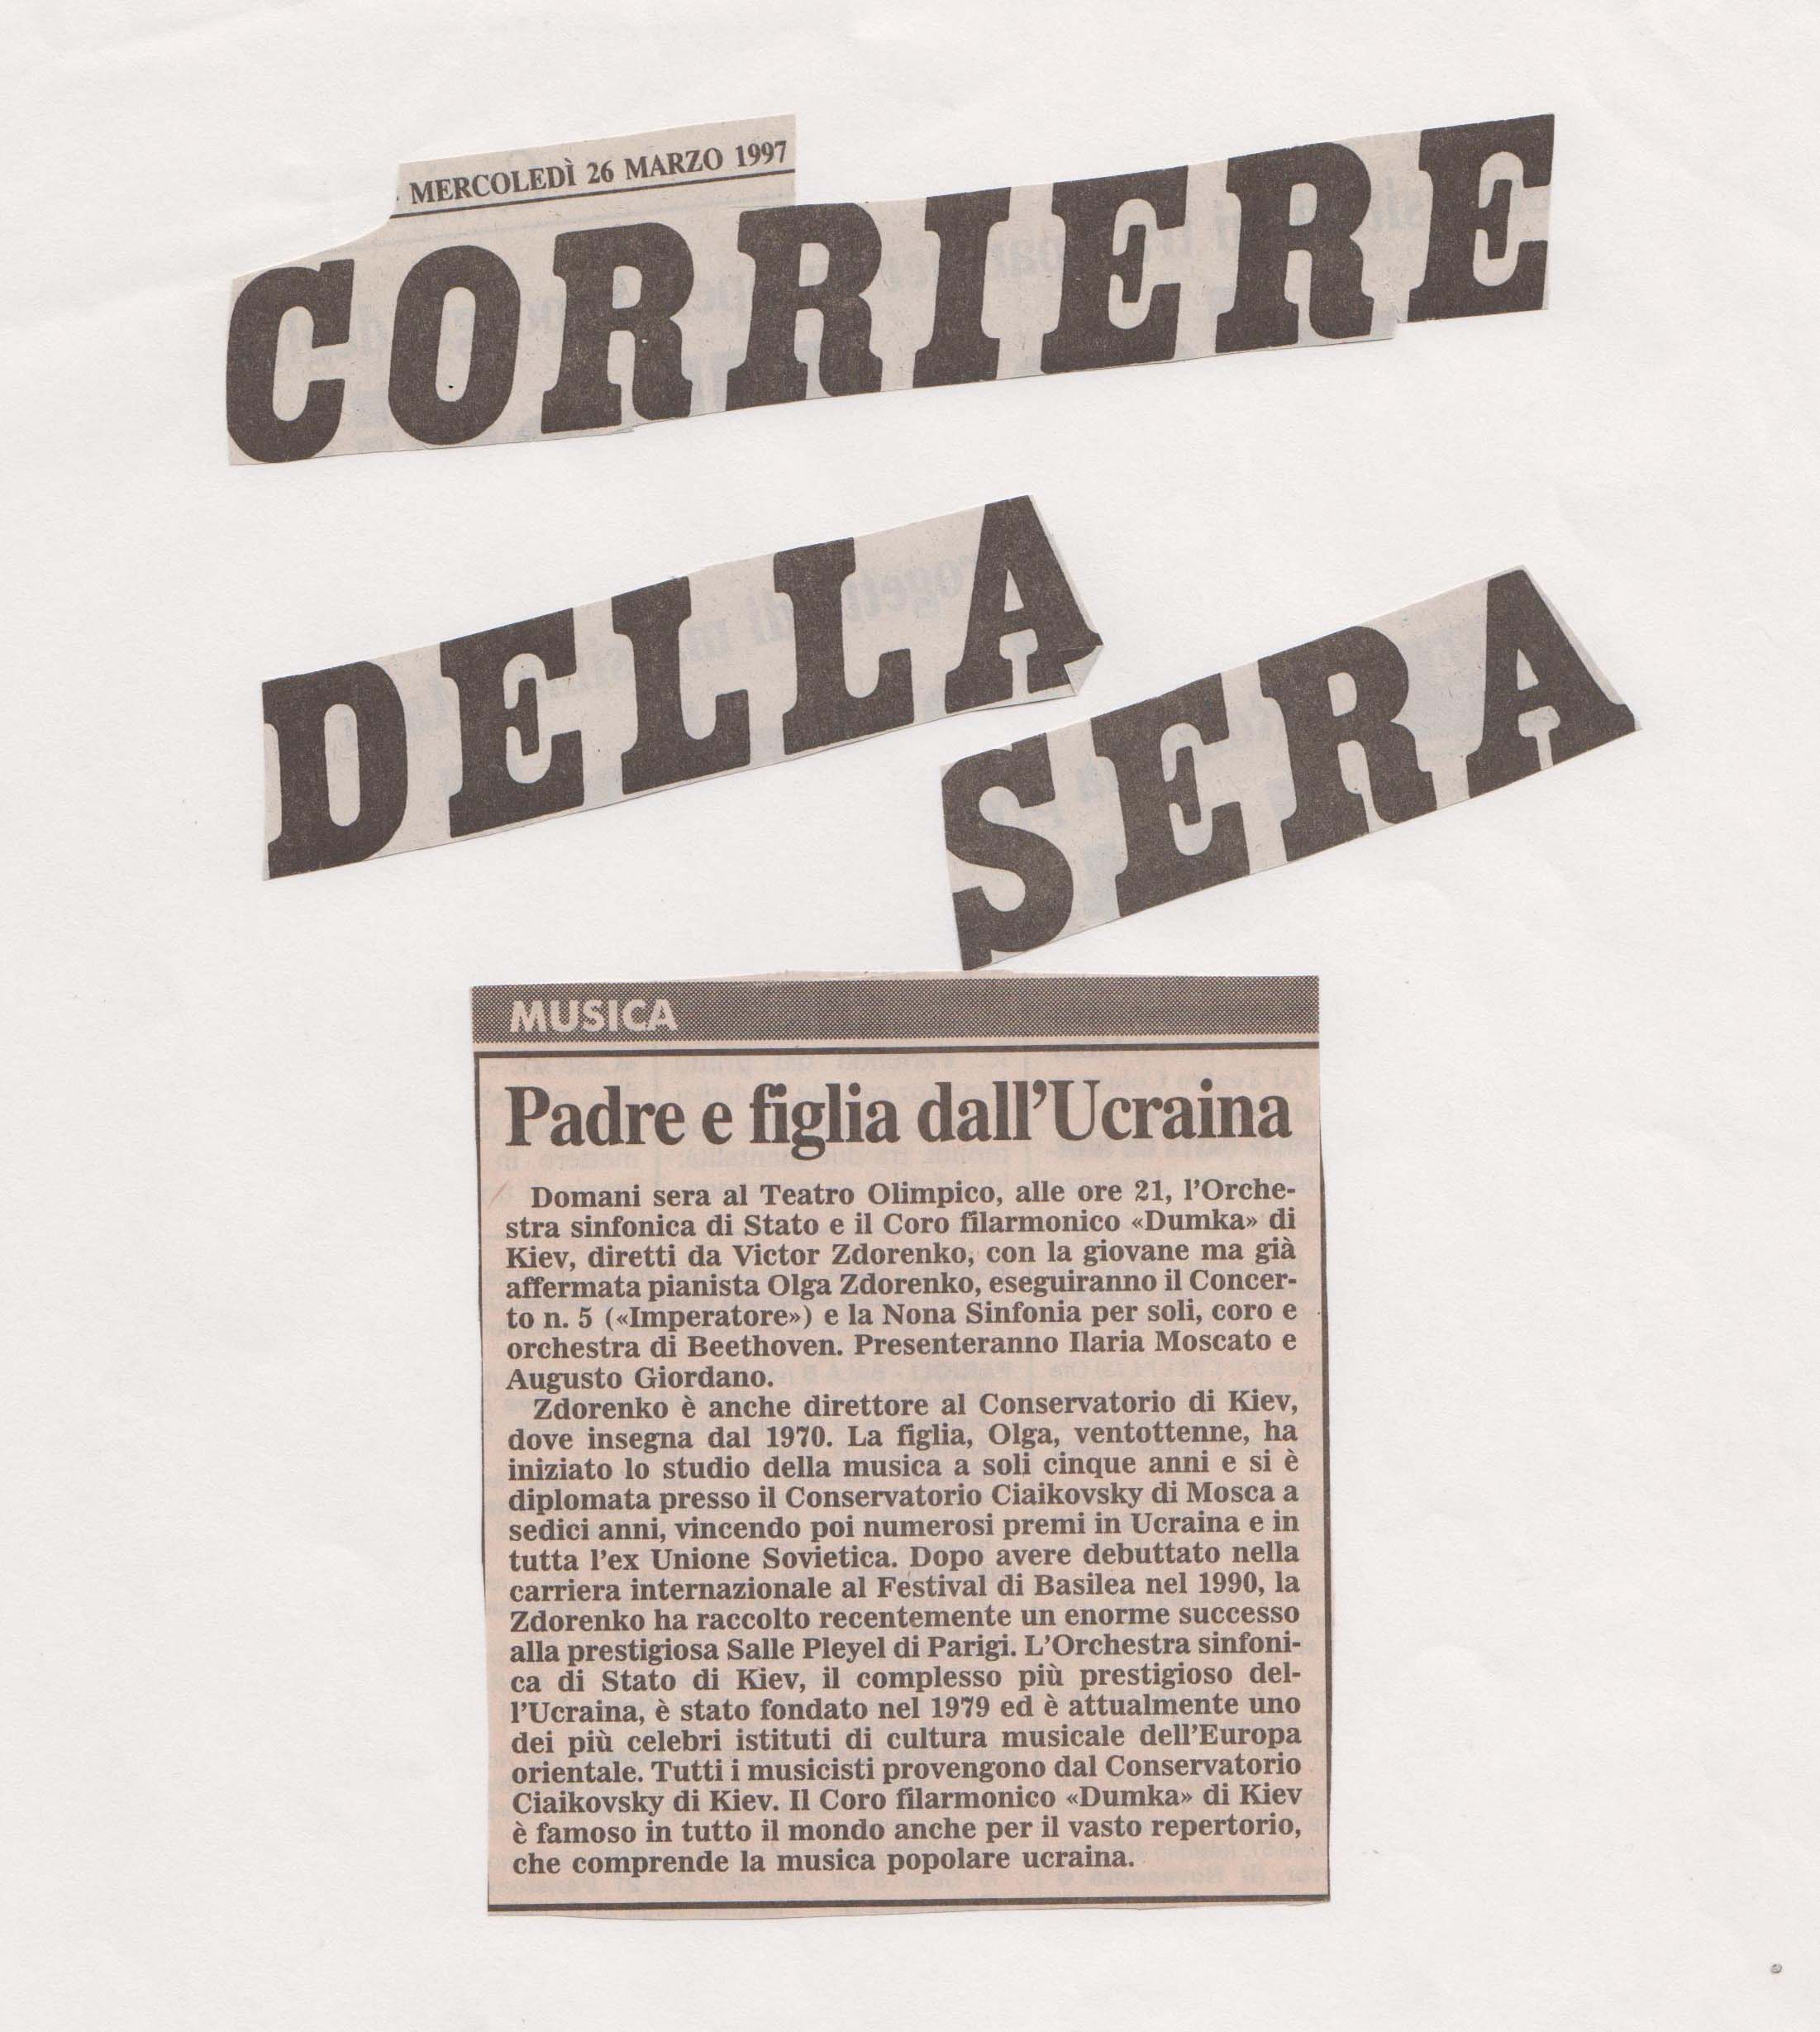 MERCOLEDÌ 26 MARZO 1997
CORRIERE
DELLA
SERA
MUSICA
Padre e figlia dall'Ucraina
Domani sera al Teatro Olimpico, alle ore 21, l'Orche-
stra sinfonica di Stato e il Coro filarmonico «Dumka» di
Kiev, diretti da Victor Zdorenko, con la giovane ma già
affermata pianista Olga Zdorenko, eseguiranno il Concer-
to n. 5 («Imperatore») e la Nona Sinfonia per soli, coro e
orchestra di Beethoven. Presenteranno Ilaria Moscato e
Augusto Giordano.
Zdorenko è anche direttore al Conservatorio di Kiev,
dove insegna dal 1970. La figlia, Olga, ventottenne, ha
iniziato lo studio della musica a soli cinque anni e si è
diplomata presso il Conservatorio Ciaikovsky di Mosca a
sedici anni, vincendo poi numerosi premi in Ucraina e in
tutta l'ex Unione Sovietica. Dopo avere debuttato nella
carriera internazionale al Festival di Basilea nel 1990, la
Zdorenko ha raccolto recentemente un enorme successo
alla prestigiosa Salle Pleyel di Parigi. L'Orchestra sinfoni-
ca di Stato di Kiev, il complesso più prestigioso del-
l'Ucraina, è stato fondato nel 1979 ed è attualmente uno
dei più celebri istituti di cultura musicale dell'Europa
orientale. Tutti i musicisti provengono dal Conservatorio
Ciaikovsky di Kiev. Il Coro filarmonico «Dumka» di Kiev
è famoso in tutto il mondo anche per il vasto repertorio,
che comprende la musica popolare ucraina.